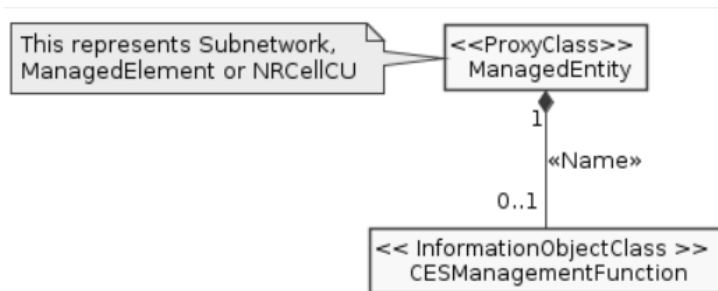 This represents Subnetwork,
ManagedElement or NRCellCU
<<ProxyClass>>
ManagedEntity
1
«Name»
0..1
<< InformationObjectClass >>
CESManagementFunction